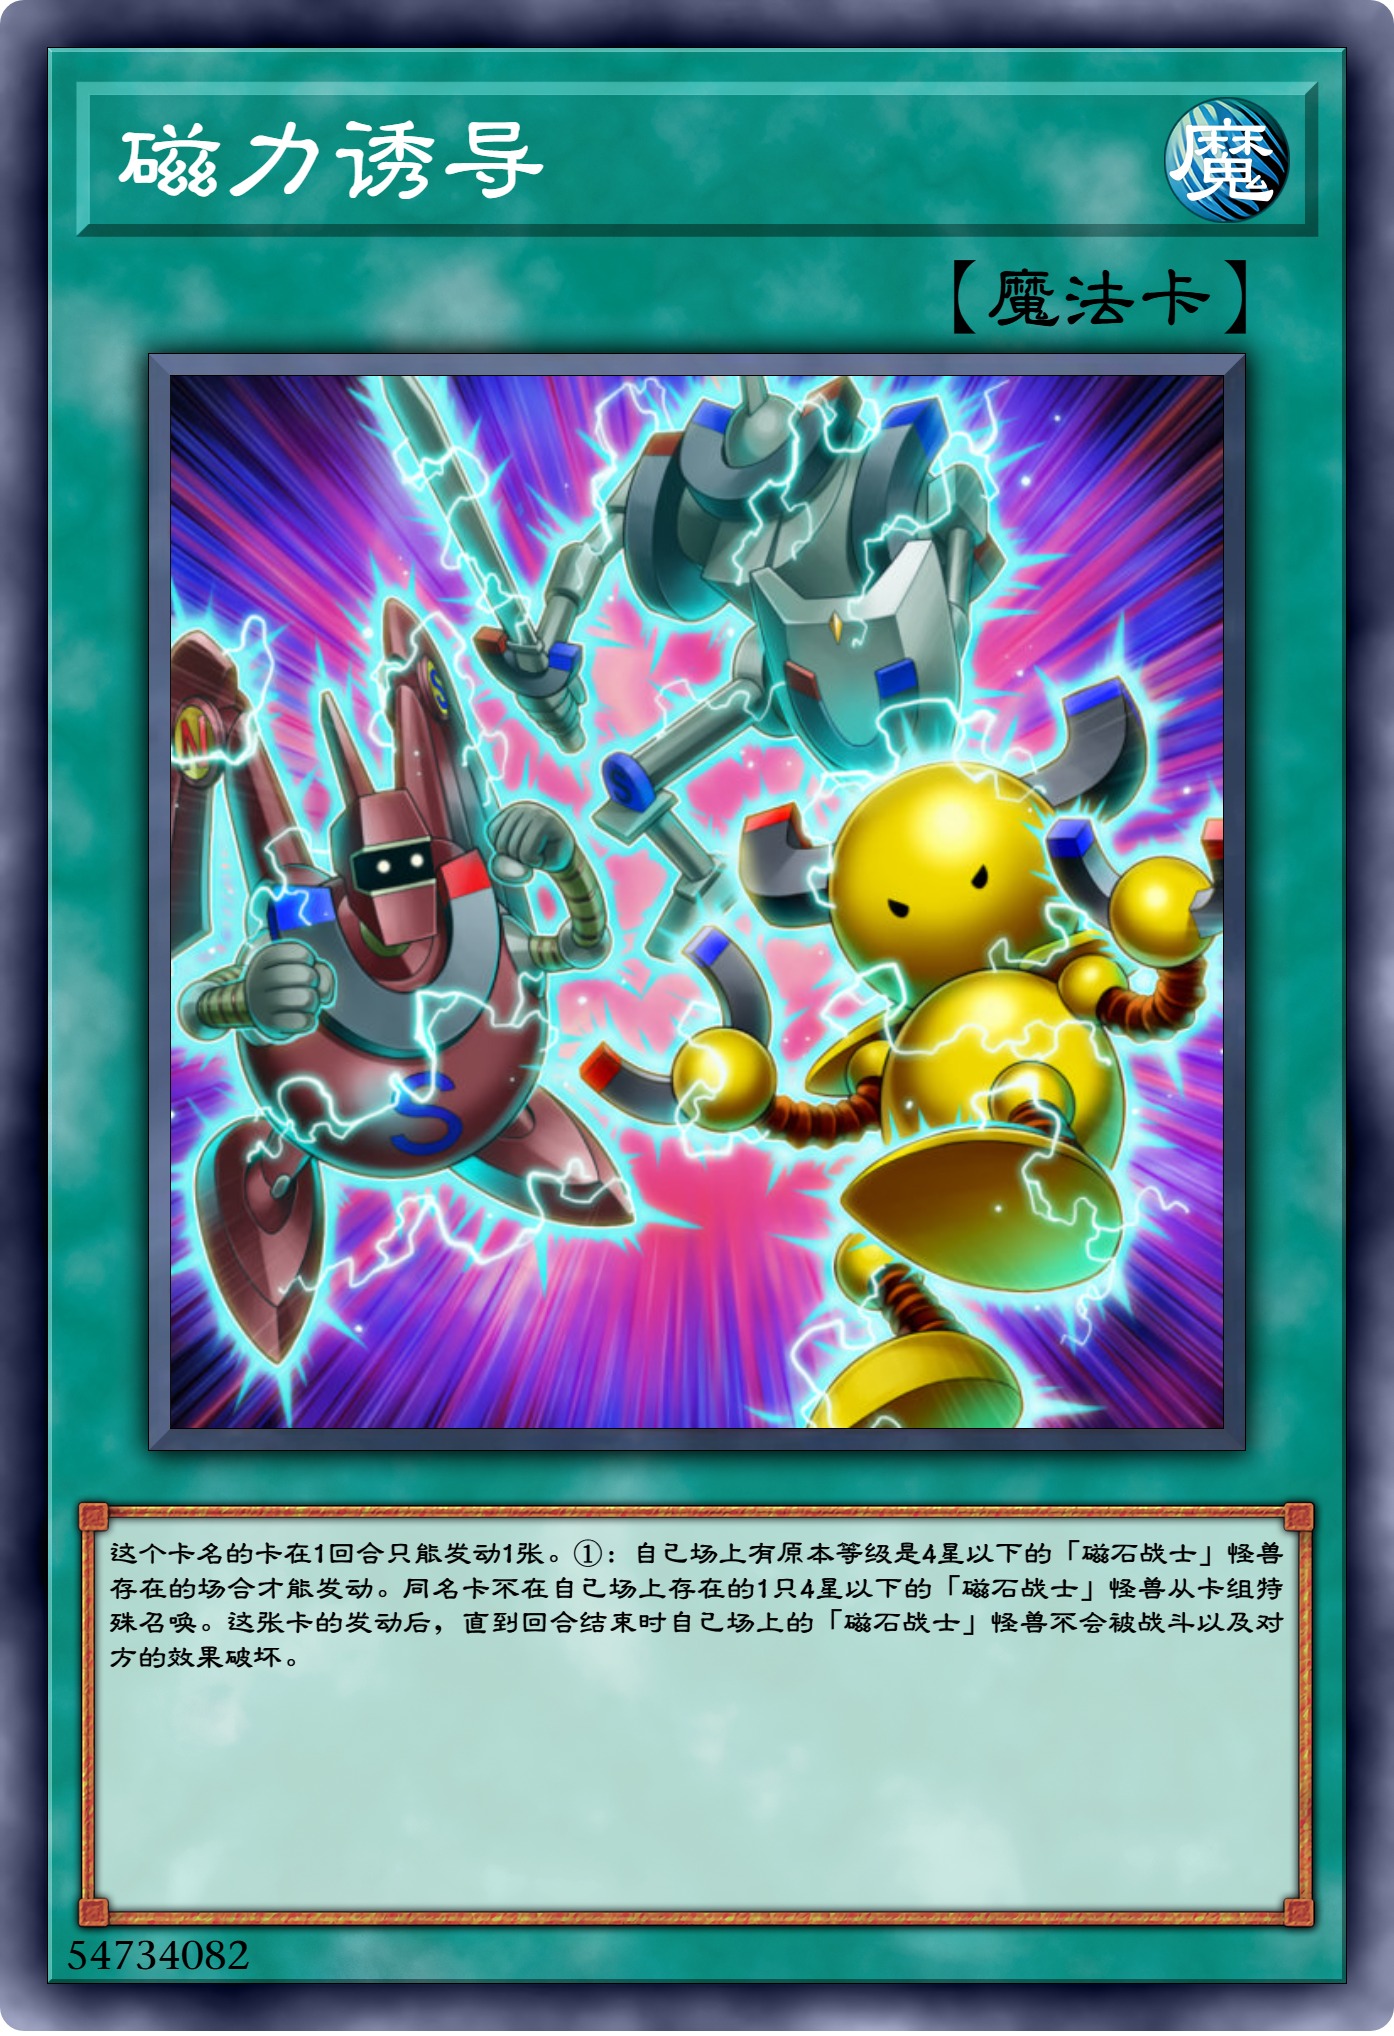 磁力诱导
魔
【魔法卡】
N
S
S
S
这个卡名的卡在1回合只能发动1张。①：自己场上有原本等级是4星以下的「磁石战士」怪兽
存在的场合才能发动。同名卡不在自己场上存在的1只4星以下的「磁石战士」怪兽从卡组特
殊召唤。这张卡的发动后，直到回合结束时自己场上的「磁石战士」怪兽不会被战斗以及对
方的效果破坏。
54734082